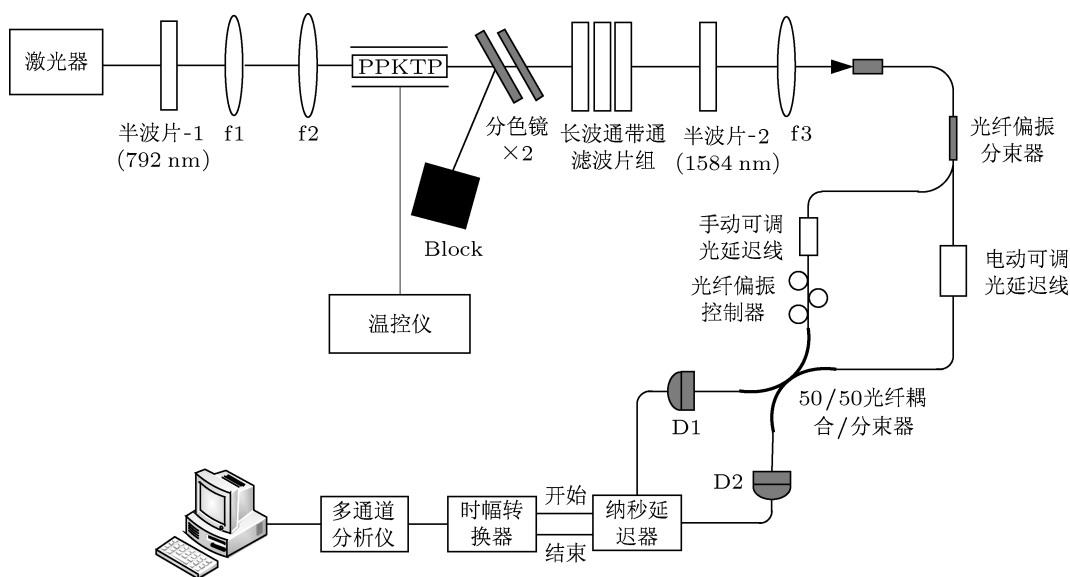 激光器
半波片-1
(792 nm)
f1
f2
PPKTP
分色镜
×2
Block
温控仪
长波通带通
滤波片组
半波片-2
(1584 nm)
f3
光纤偏振
分束器
手动可调
光延迟线
光纤偏振
控制器
电动可调
光延迟线
50/50光纤耦
合/分束器
D1
D2
多通道
分析仪
时幅转
换器
开始
结束
纳秒延
迟器